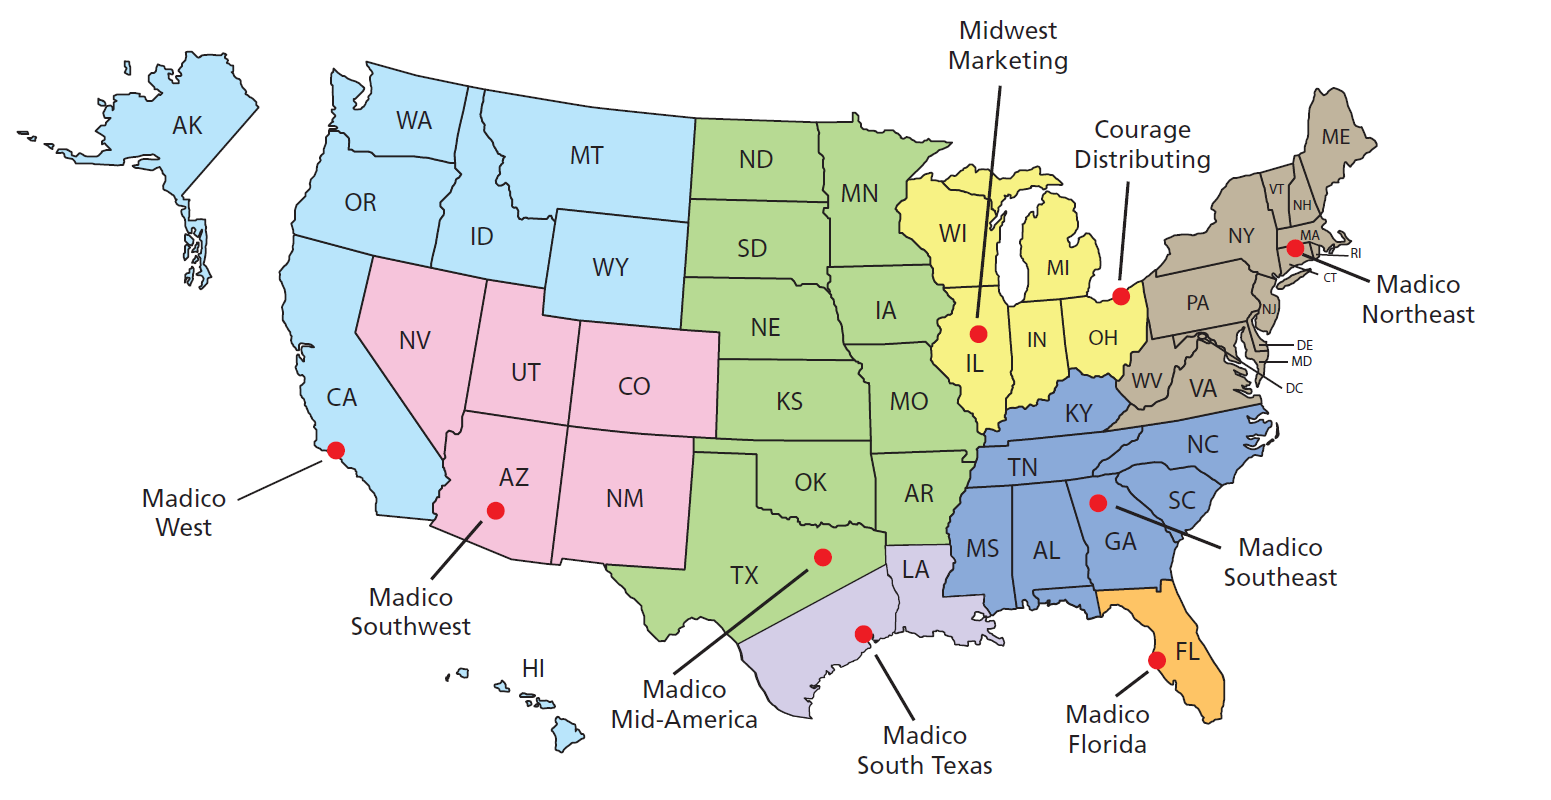 Midwest
Marketing
Courage
Distributing
AK
WA
MT
ND
MN
ME
VT
NH
OR
ID
SD
WI
NY
MA
RI
MI
WY
CT
Madico
Northeast
NE
IA
PA
NJ
NV
IL
IN
OH
DE
MD
UT
CO
WV
VA
DC
CA
KS
MO
KY
NC
TN
AZ
NM
OK
AR
SC
Madico
West
TX
LA
MS
AL
GA
Madico
Southeast
Madico
Southwest
HI
FL
Madico
Mid-America
Madico
Florida
Madico
South Texas